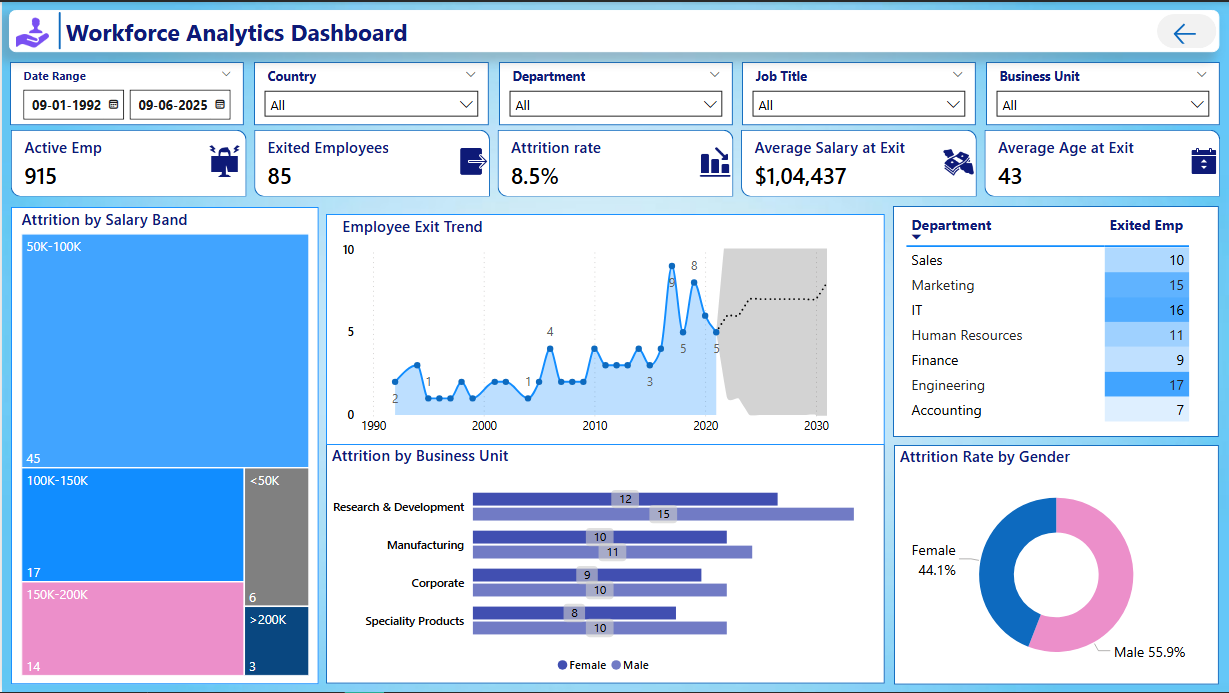 Workforce Analytics Dashboard
Date Range
09-01-1992
09-06-2025
Country
All
Department
All
Job Title
All
Business Unit
All
Active Emp
915
Exited Employees
85
Attrition rate
8.5%
Average Salary at Exit
$1,04,437
Average Age at Exit
43
Attrition by Salary Band
50K-100K
45
100K-150K
17
<50K
6
150K-200K
14
>200K
3
Employee Exit Trend
10
5
0
2
1
1
4
3
9
5
8
5
1990
2000
2010
2020
2030
Attrition by Business Unit
Research & Development
12
15
Manufacturing
10
11
Corporate
9
10
Speciality Products
8
10
Female
Male
Department Exited Emp
Sales 10
Marketing 15
IT 16
Human Resources 11
Finance 9
Engineering 17
Accounting 7
Attrition Rate by Gender
Female
44.1%
Male 55.9%